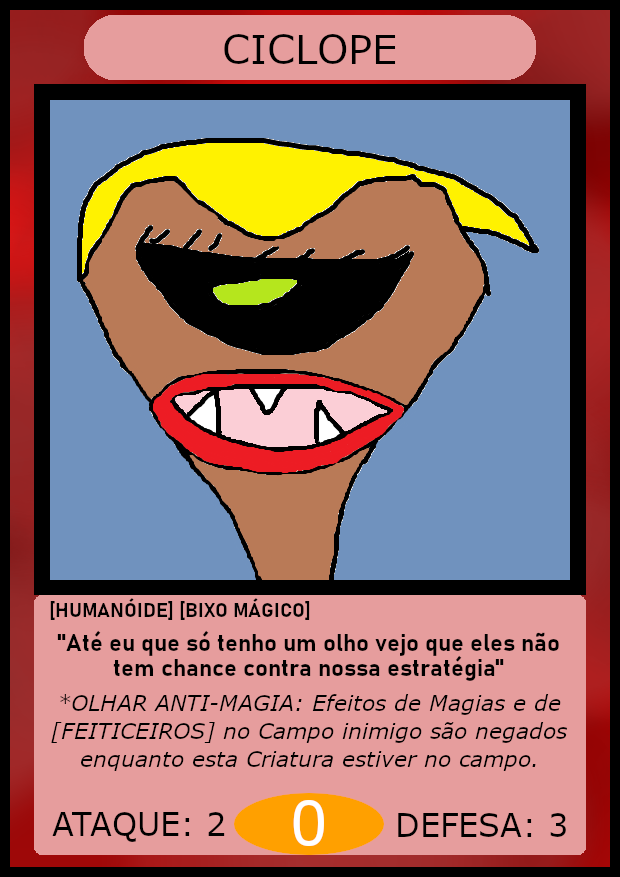 CICLOPE
[HUMANÓIDE] [BIXO MÁGICO]
"Até eu que só tenho um olho vejo que eles não
tem chance contra nossa estratégia"
*OLHAR ANTI-MAGIA: Efeitos de Magias e de
[FEITICEIROS] no Campo inimigo são negados
enquanto esta Criatura estiver no campo.
ATAQUE: 2 0 DEFESA: 3